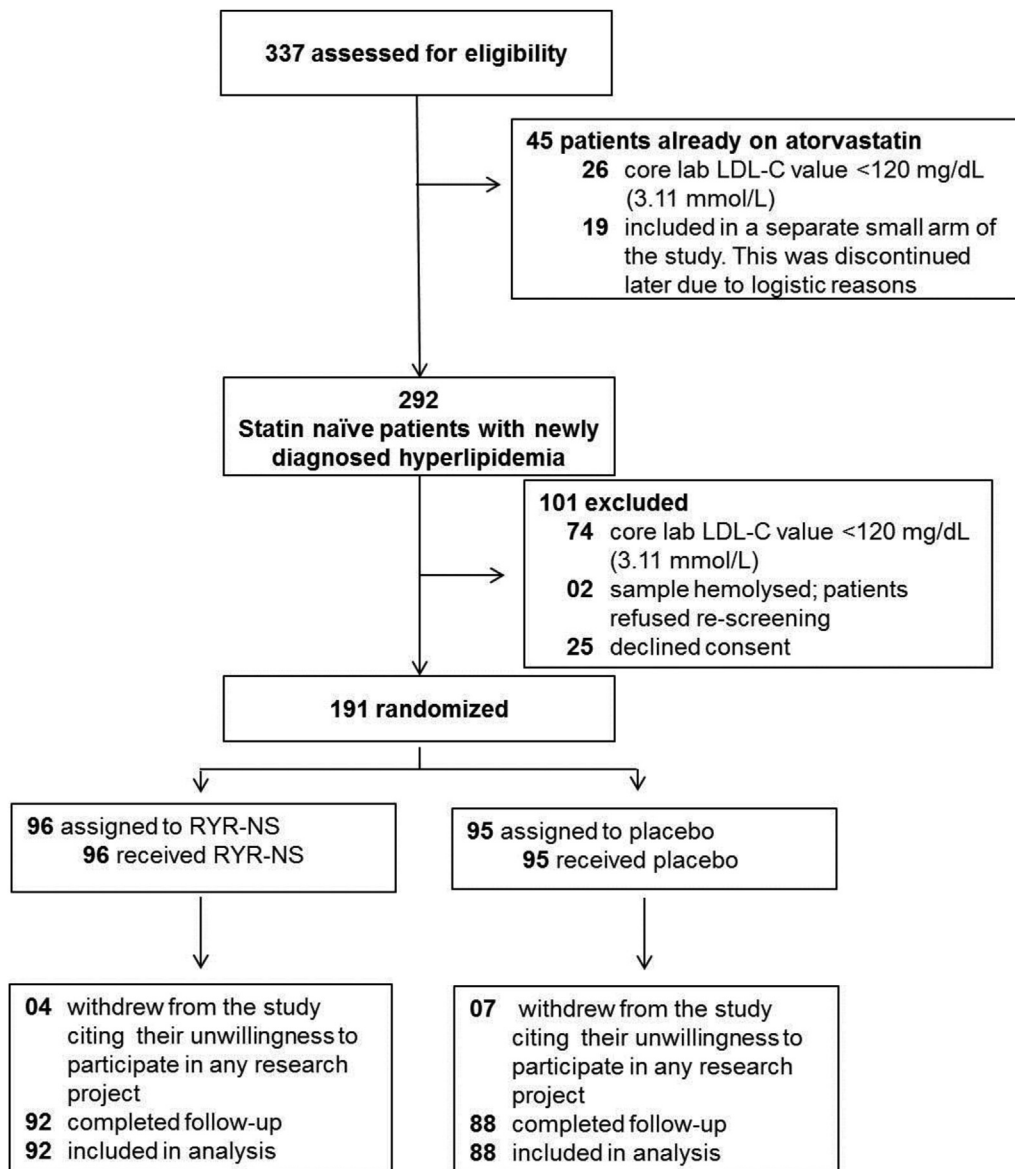 337 assessed for eligibility
45 patients already on atorvastatin
26 core lab LDL-C value <120 mg/dL
(3.11 mmol/L)
19 included in a separate small arm of
the study. This was discontinued
later due to logistic reasons
292
Statin naïve patients with newly
diagnosed hyperlipidemia
101 excluded
74 core lab LDL-C value <120 mg/dL
(3.11 mmol/L)
02 sample hemolysed; patients
refused re-screening
25 declined consent
191 randomized
96 assigned to RYR-NS
96 received RYR-NS
95 assigned to placebo
95 received placebo
04 withdrew from the study
citing their unwillingness to
participate in any research
project
92 completed follow-up
92 included in analysis
07 withdrew from the study
citing their unwillingness to
participate in any research
project
88 completed follow-up
88 included in analysis